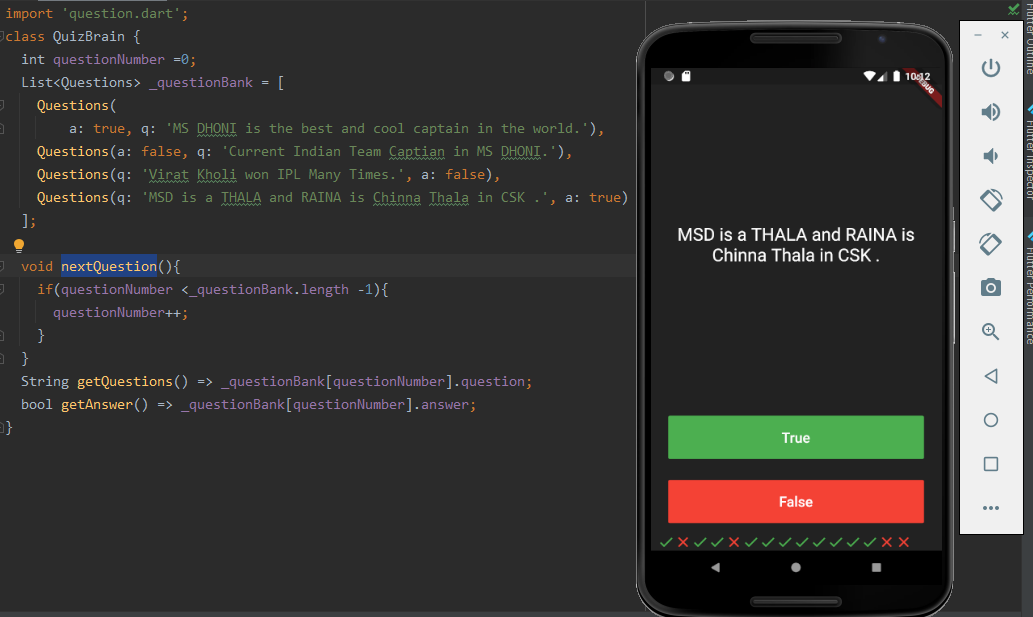 import 'question.dart';
class QuizBrain {
int questionNumber =0;
List<Questions> _questionBank = [
Questions(
a: true, q: 'MS DHONI is the best and cool captain in the world.'),
Questions(a: false, q: 'Current Indian Team Captian in MS DHONI.'),
Questions(q: 'Virat Kholi won IPL Many Times.', a: false),
Questions(q: 'MSD is a THALA and RAINA is Chinna Thala in CSK .', a: true)
];
void nextQuestion(){
if(questionNumber <_questionBank.length -1){
questionNumber++;
}
}
String getQuestions() => _questionBank[questionNumber].question;
bool getAnswer() => _questionBank[questionNumber].answer;
}
10:12
MSD is a THALA and RAINA is
Chinna Thala in CSK .
True
False
Flutter Outline
Flutter Inspector
Flutter Performance